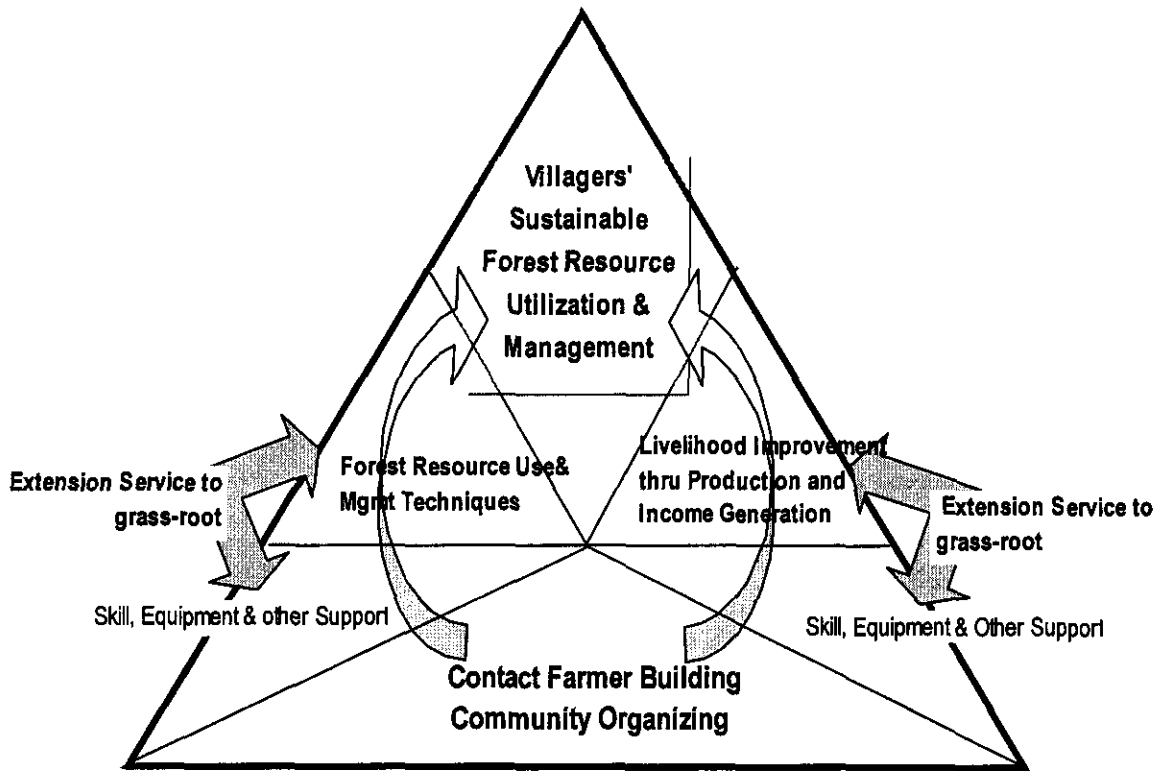 Villagers'
Sustainable
Forest Resource
Utilization &
Management
Forest Resource Use&
Mgmt Techniques
Livelihood Improvement
thru Production and
Income Generation
Extension Service to
grass-root
Extension Service to
grass-root
Skill, Equipment & other Support
Skill, Equipment & Other Support
Contact Farmer Building
Community Organizing